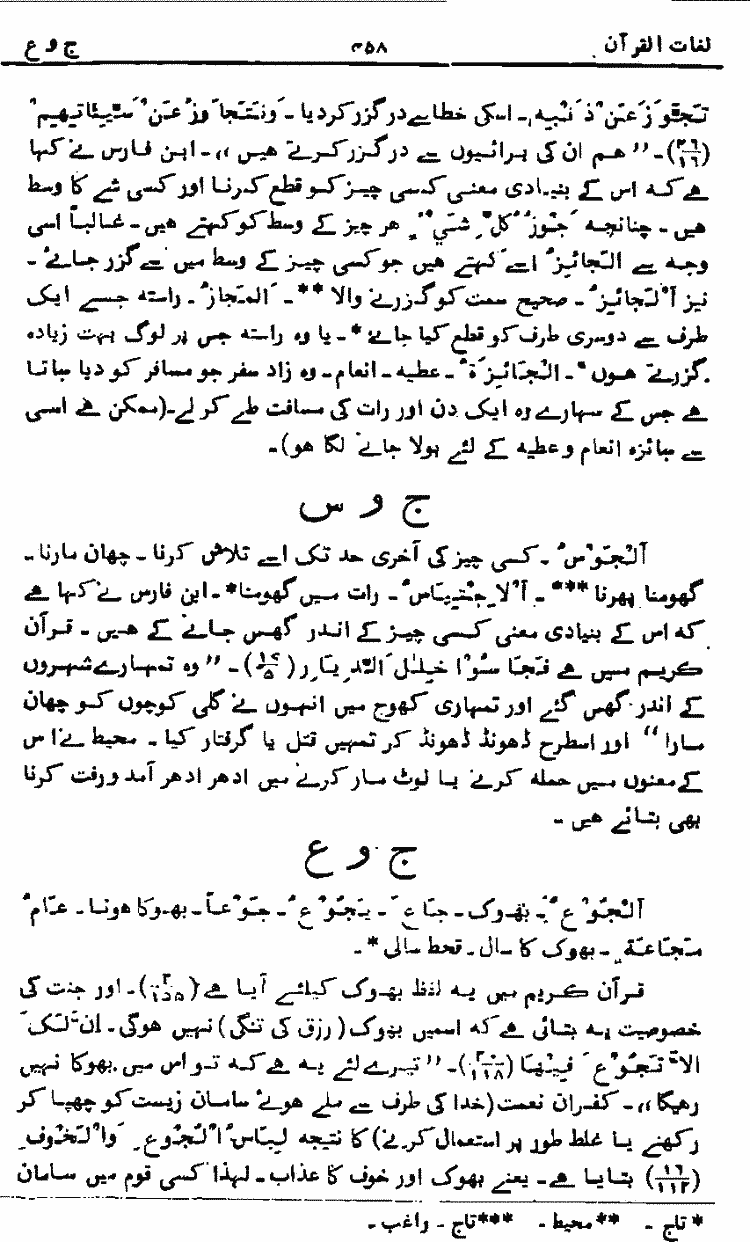 لغات القرآن ۴۵۸ ج و ع
تَجَاوَزَ عَنْ ذَنْبِهٖ۔ اسکی خطا سے درگزر کردیا۔ وَنَتَجَاوَزُ عَنْ سَیِّئَاتِهِمْ
(۴۶/۱۶)۔ ''ہم ان کی برائیوں سے درگزر کرتے ہیں،،۔ ابن فارس نے کہا
ہے کہ اس کے بنیادی معنی کسی چیز کو قطع کرنا اور کسی شے کا وسط
ہیں۔ چنانچہ جَوْزُ کُلِّ شَیْءٍ ہر چیز کے وسط کو کہتے ہیں۔ غالباً اسی
وجہ سے اَلْجَائِزُ اسے کہتے ہیں جو کسی چیز کے وسط میں سے گزر جائے۔
نیز اَلْجَائِزُ۔ صحیح سمت کو گزرنے والا**۔ اَلْمَجَازُ۔ راستہ جسے ایک
طرف سے دوسری طرف کو قطع کیا جائے*۔ یا وہ راستہ جس پر لوگ بہت زیادہ
گزرتے ہوں*۔ اَلْجَائِزَةُ۔ عطیہ۔ انعام۔ وہ زاد سفر جو مسافر کو دیا جاتا
ہے جس کے سہارے وہ ایک دن اور رات کی مسافت طے کر لے۔(ممکن ہے اسی
سے جائزہ انعام و عطیہ کے لئے بولا جانے لگا ہو)۔
ج و س
اَلْجَوْسُ۔ کسی چیز کی آخری حد تک اسے تلاش کرنا۔ چھان مارنا۔
گھومنا پھرنا***۔ اَلْاِجْتِیَاسُ۔ رات میں گھومنا*۔ ابن فارس نے کہا ہے
کہ اس کے بنیادی معنی کسی چیز کے اندر گھس جانے کے ہیں۔ قرآن
کریم میں ہے فَجَاسُوْا خِلٰلَ الدِّیَارِ (۱۷/۵)۔ ''وہ تمہارے شہروں
کے اندر گھس گئے اور تمہاری کھوج میں انہوں نے گلی کوچوں کو چھان
مارا'' اور اسطرح ڈھونڈ ڈھونڈ کر تمہیں قتل یا گرفتار کیا۔ محیط نے اس
کے معنوں میں حملہ کرنے یا لوٹ مار کرنے میں ادھر ادھر آمد و رفت کرنا
بھی بتائے ہیں۔
ج و ع
اَلْجُوْعُ۔ بھوک۔ جَاعَ۔ یَجُوْعُ۔ جَوْعاً۔ بھوکا ہونا۔ عَامُ
مَجَاعَةٍ۔ بھوک کا سال۔ قحط سالی*۔
قرآن کریم میں یہ لفظ بھوک کیلئے آیا ہے(۲/۱۵۵)۔ اور جنت کی
خصوصیت یہ بتائی ہے کہ اسمیں بھوک(رزق کی تنگی) نہیں ہوگی۔ اِنَّ لَکَ
اَلَّا تَجُوْعَ فِیْهَا (۲۰/۱۱۸)۔ ''تیرے لئے یہ ہے کہ تو اس میں بھوکا نہیں
رہیگا،،۔ کفران نعمت(خدا کی طرف سے ملے ہوئے سامان زیست کو چھپا کر
رکھنے یا غلط طور پر استعمال کرنے)کا نتیجہ لِبَاسُ الْجُوْعِ وَالْخَوْفِ
(۱۶/۱۱۲) بتایا ہے۔ یعنی بھوک اور خوف کا عذاب۔ لہذا کسی قوم میں سامان
*تاج۔ **محیط۔ ***تاج۔ راغب۔